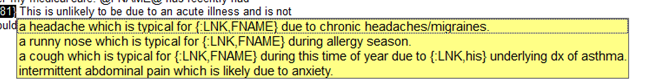 81} This is unlikely to be due to an acute illness and is not
a headache which is typical for {:LNK,FNAME} due to chronic headaches/migraines.
a runny nose which is typical for {:LNK,FNAME} during allergy season.
a cough which is typical for {:LNK,FNAME} during this time of year due to {:LNK,his} underlying dx of asthma.
intermittent abdominal pain which is likely due to anxiety.